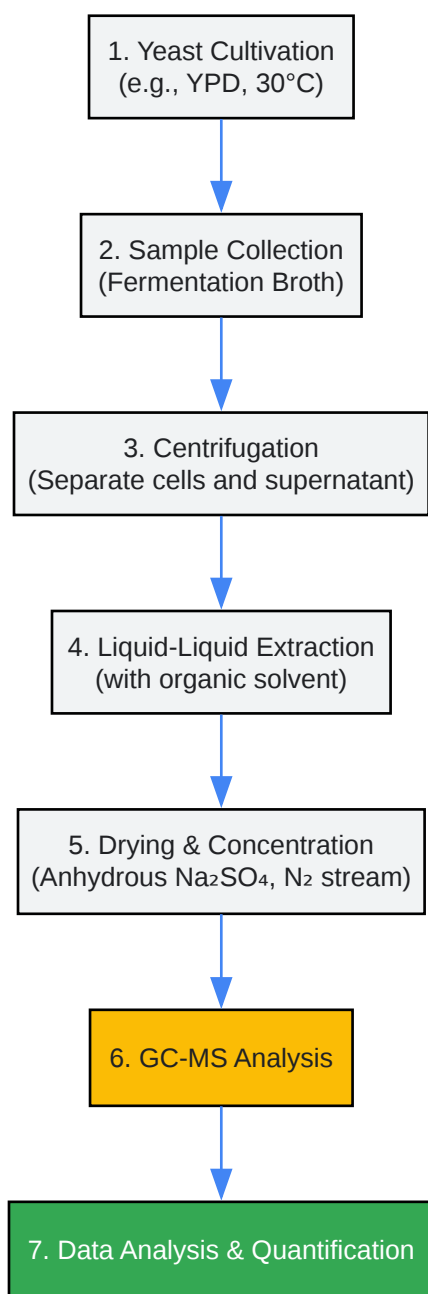 1. Yeast Cultivation
(e.g., YPD, 30°C)
2. Sample Collection
(Fermentation Broth)
3. Centrifugation
(Separate cells and supernatant)
4. Liquid-Liquid Extraction
(with organic solvent)
5. Drying & Concentration
(Anhydrous Na₂SO₄, N₂ stream)
6. GC-MS Analysis
7. Data Analysis & Quantification